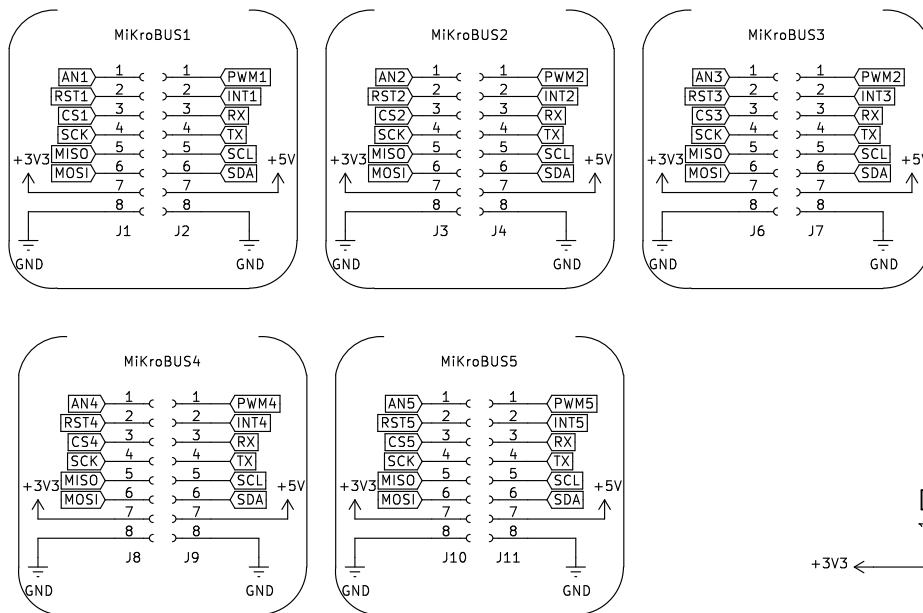 MiKroBUS1
AN1 1 1 PWM1
RST1 2 2 INT1
CS1 3 3 RX
SCK 4 4 TX
+3V3 MISO 5 5 SCL +5V
MOSI 6 6 SDA
7 7
8 8
J1 J2
GND GND
MiKroBUS2
AN2 1 1 PWM2
RST2 2 2 INT2
CS2 3 3 RX
SCK 4 4 TX
+3V3 MISO 5 5 SCL +5V
MOSI 6 6 SDA
7 7
8 8
J3 J4
GND GND
MiKroBUS3
AN3 1 1 PWM2
RST3 2 2 INT3
CS3 3 3 RX
SCK 4 4 TX
+3V3 MISO 5 5 SCL +5V
MOSI 6 6 SDA
7 7
8 8
J6 J7
GND GND
MiKroBUS4
AN4 1 1 PWM4
RST4 2 2 INT4
CS4 3 3 RX
SCK 4 4 TX
+3V3 MISO 5 5 SCL +5V
MOSI 6 6 SDA
7 7
8 8
J8 J9
GND GND
MiKroBUS5
AN5 1 1 PWM5
RST5 2 2 INT5
CS5 3 3 RX
SCK 4 4 TX
+3V3 MISO 5 5 SCL +5V
MOSI 6 6 SDA
7 7
8 8
J10 J11
GND GND
+3V3